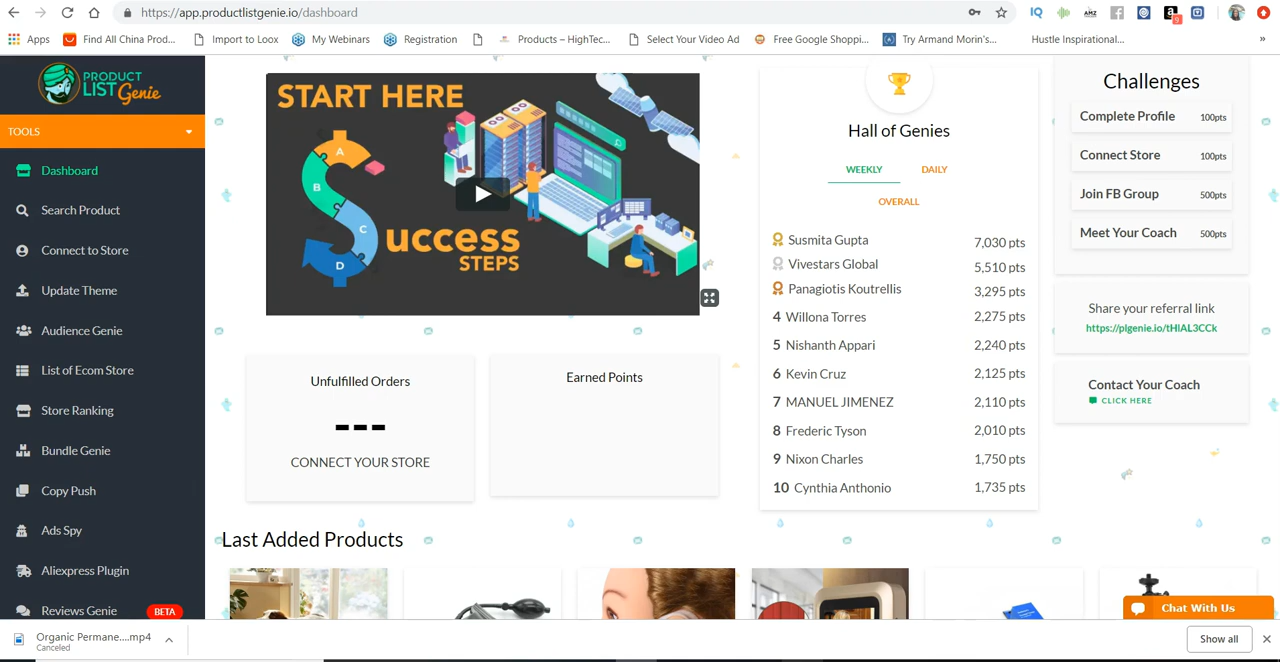 https://app.productlistgenie.io/dashboard
IQ
AMZ
a
9
Apps
Find All China Prod...
Import to Loox
My Webinars
Registration
Products – HighTec...
Select Your Video Ad
Free Google Shoppi...
Try Armand Morin's...
Hustle Inspirational...
»
PRODUCT
LIST Genie
TOOLS
Dashboard
Search Product
Connect to Store
Update Theme
Audience Genie
List of Ecom Store
Store Ranking
Bundle Genie
Copy Push
Ads Spy
Aliexpress Plugin
Reviews Genie BETA
START HERE
A
B
C
D
SUCCESS
STEPS
Unfulfilled Orders
---
CONNECT YOUR STORE
Earned Points
Hall of Genies
WEEKLY DAILY
OVERALL
Susmita Gupta 7,030 pts
Vivestars Global 5,510 pts
Panagiotis Koutrellis 3,295 pts
4 Willona Torres 2,275 pts
5 Nishanth Appari 2,240 pts
6 Kevin Cruz 2,125 pts
7 MANUEL JIMENEZ 2,110 pts
8 Frederic Tyson 2,010 pts
9 Nixon Charles 1,750 pts
10 Cynthia Anthonio 1,735 pts
Challenges
Complete Profile 100pts
Connect Store 100pts
Join FB Group 500pts
Meet Your Coach 500pts
Share your referral link
https://plgenie.io/tHIAL3CCk
Contact Your Coach
CLICK HERE
Last Added Products
Chat With Us
Organic Permane....mp4
Canceled
Show all